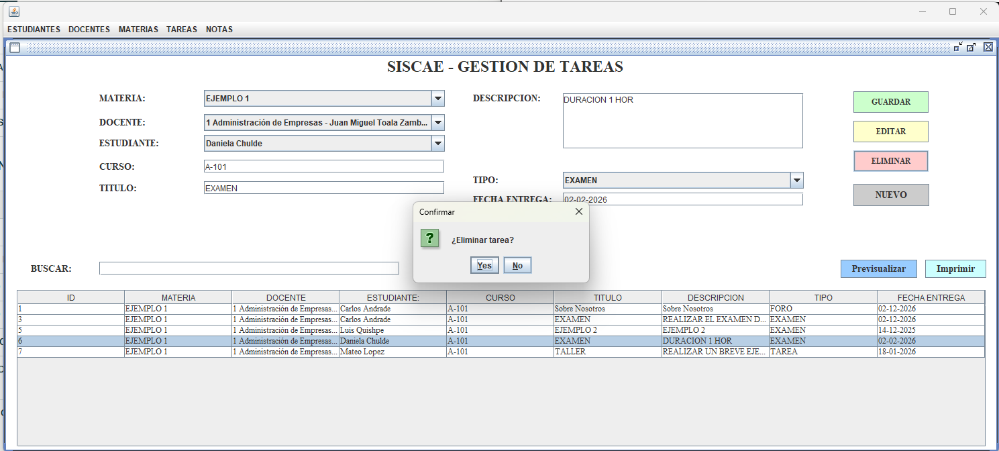 ESTUDIANTES DOCENTES MATERIAS TAREAS NOTAS
SISCAE - GESTION DE TAREAS
MATERIA: EJEMPLO 1
DOCENTE: 1 Administración de Empresas - Juan Miguel Toala Zamb...
ESTUDIANTE: Daniela Chulde
CURSO: A-101
TITULO: EXAMEN
DESCRIPCION: DURACION 1 HOR
TIPO: EXAMEN
FECHA ENTREGA: 02-02-2026
GUARDAR
EDITAR
ELIMINAR
NUEVO
Confirmar
?
¿Eliminar tarea?
Yes No
BUSCAR:
Previsualizar Imprimir
ID MATERIA DOCENTE ESTUDIANTE: CURSO TITULO DESCRIPCION TIPO FECHA ENTREGA
1 EJEMPLO 1 1 Administración de Empresas... Carlos Andrade A-101 Sobre Nosotros Sobre Nosotros FORO 02-12-2026
3 EJEMPLO 1 1 Administración de Empresas... Carlos Andrade A-101 EXAMEN REALIZAR EL EXAMEN D... EXAMEN 02-12-2026
5 EJEMPLO 1 1 Administración de Empresas... Luis Quishpe A-101 EJEMPLO 2 EJEMPLO 2 EXAMEN 14-12-2025
6 EJEMPLO 1 1 Administración de Empresas... Daniela Chulde A-101 EXAMEN DURACION 1 HOR EXAMEN 02-02-2026
7 EJEMPLO 1 1 Administración de Empresas... Mateo Lopez A-101 TALLER REALIZAR UN BREVE EJE... TAREA 18-01-2026